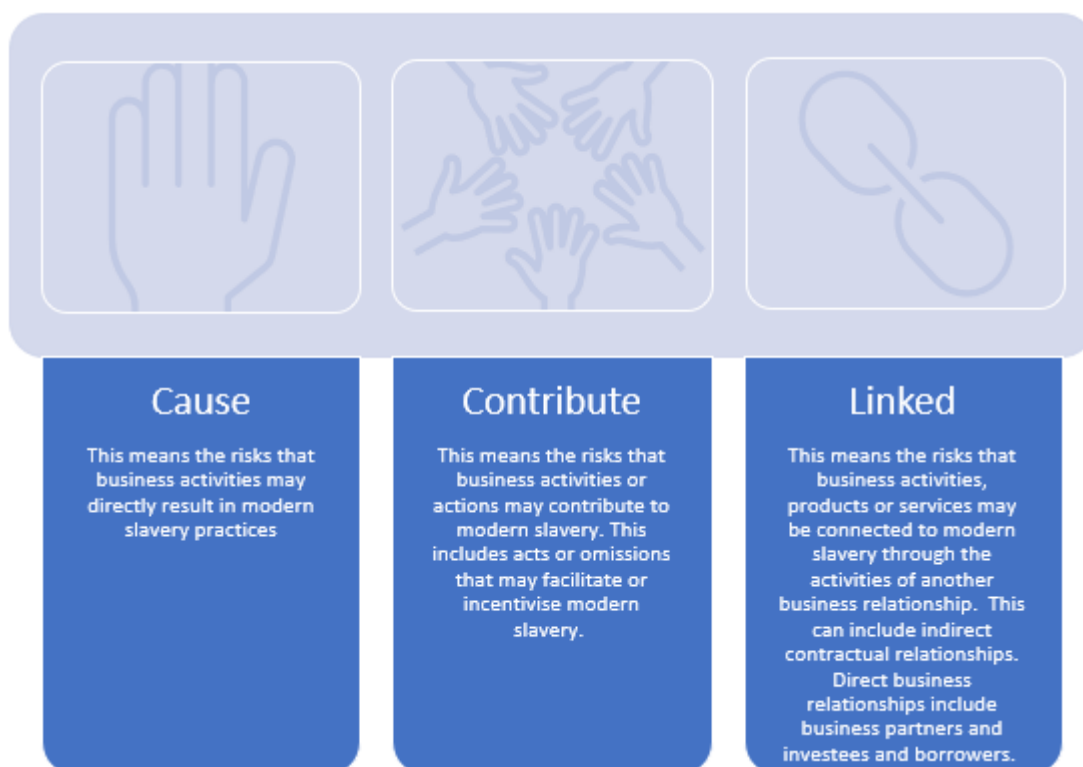 Cause
This means the risks that
business activities may
directly result in modern
slavery practices
Contribute
This means the risks that
business activities or
actions may contribute to
modern slavery. This
includes acts or omissions
that may facilitate or
incentivise modern
slavery.
Linked
This means the risks that
business activities,
products or services may
be connected to modern
slavery through the
activities of another
business relationship.  This
can include indirect
contractual relationships.
Direct business
relationships include
business partners and
investees and borrowers.